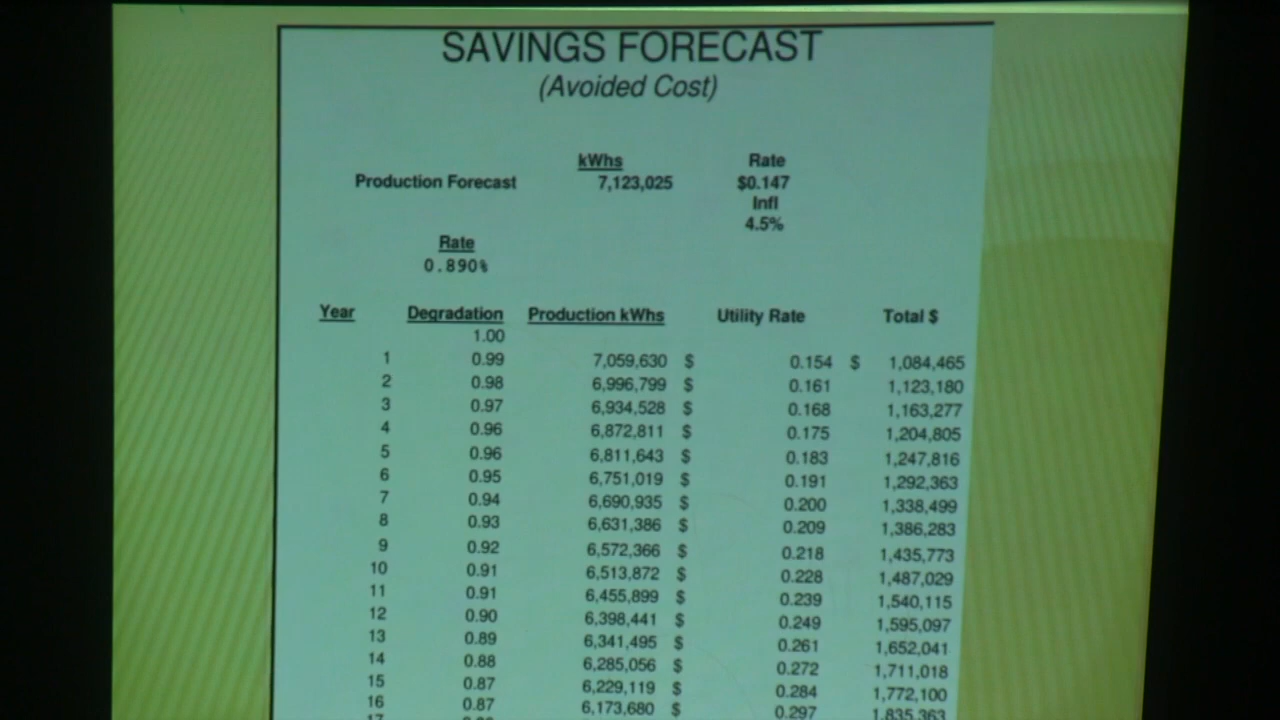 SAVINGS FORECAST
(Avoided Cost)
kWhs Rate
Production Forecast 7,123,025 $0.147
Infl
4.5%
Rate
0.890%
Year Degradation Production kWhs Utility Rate Total $
1.00
1 0.99 7,059,630 $ 0.154 $ 1,084,465
2 0.98 6,996,799 $ 0.161 1,123,180
3 0.97 6,934,528 $ 0.168 1,163,277
4 0.96 6,872,811 $ 0.175 1,204,805
5 0.96 6,811,643 $ 0.183 1,247,816
6 0.95 6,751,019 $ 0.191 1,292,363
7 0.94 6,690,935 $ 0.200 1,338,499
8 0.93 6,631,386 $ 0.209 1,386,283
9 0.92 6,572,366 $ 0.218 1,435,773
10 0.91 6,513,872 $ 0.228 1,487,029
11 0.91 6,455,899 $ 0.239 1,540,115
12 0.90 6,398,441 $ 0.249 1,595,097
13 0.89 6,341,495 $ 0.261 1,652,041
14 0.88 6,285,056 $ 0.272 1,711,018
15 0.87 6,229,119 $ 0.284 1,772,100
16 0.87 6,173,680 $ 0.297 1,835,363